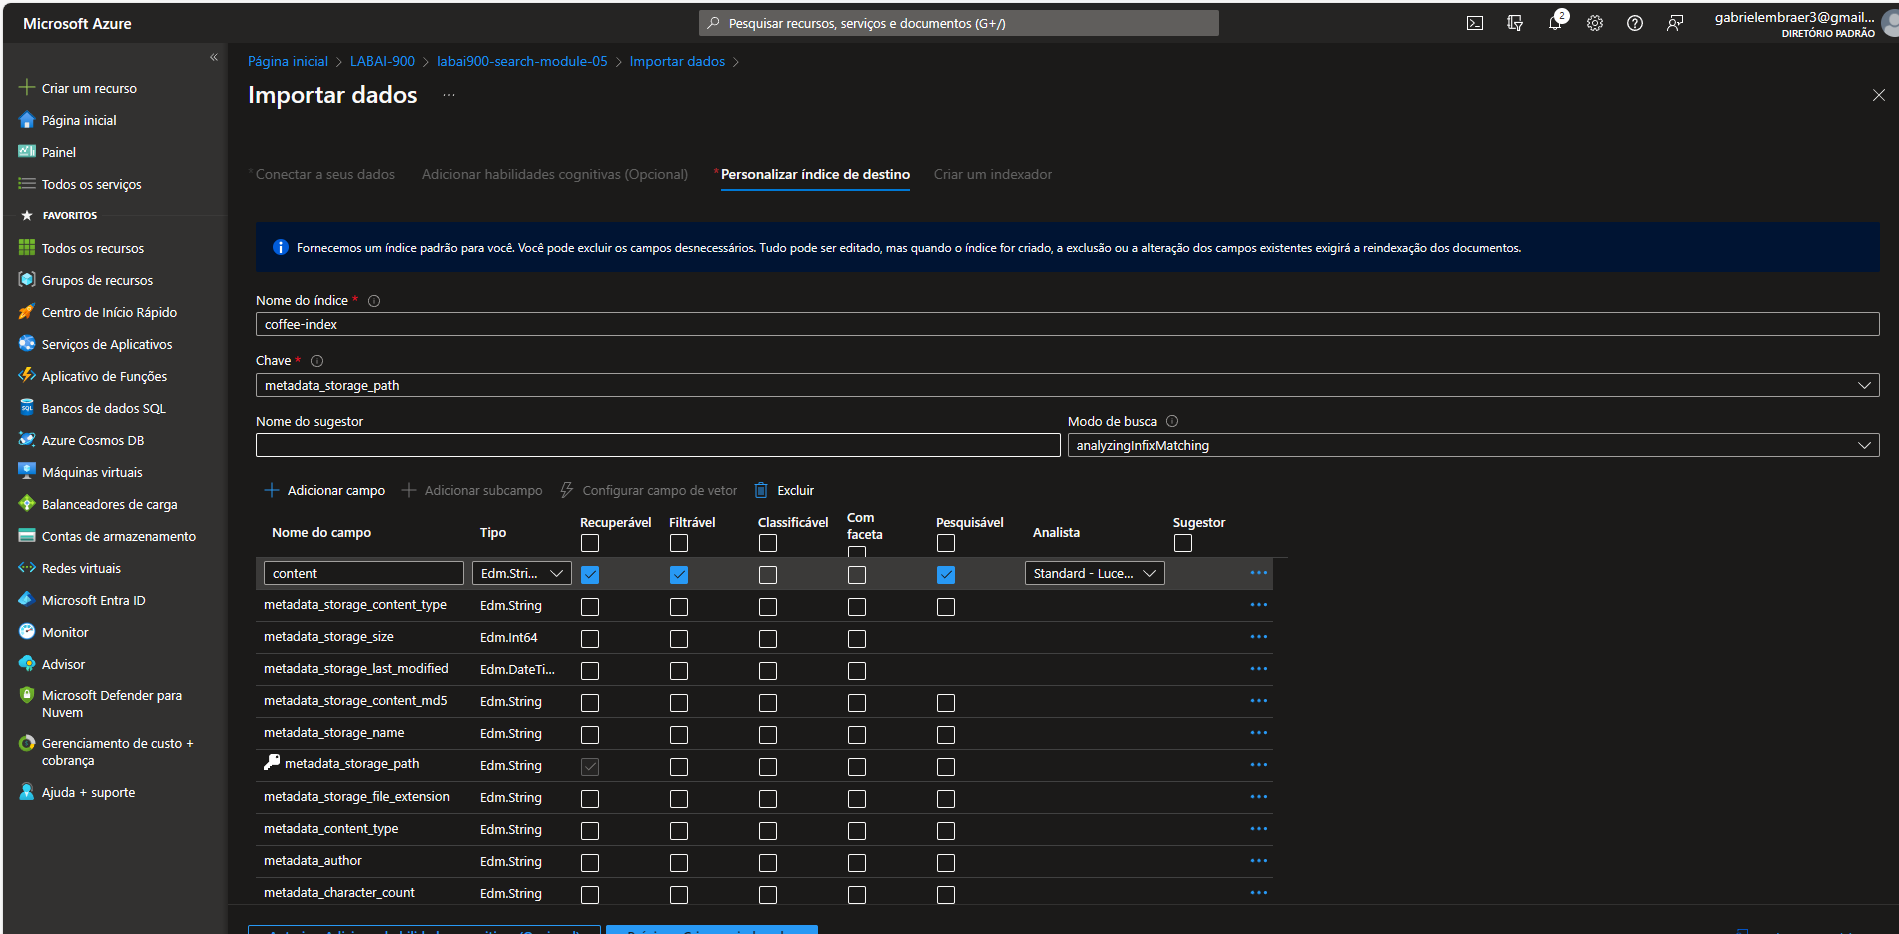 Microsoft Azure
Pesquisar recursos, serviços e documentos (G+/)
2
gabrielembraer3@gmail...
DIRETÓRIO PADRÃO
«
Criar um recurso
Página inicial
Painel
Todos os serviços
FAVORITOS
Todos os recursos
Grupos de recursos
Centro de Início Rápido
Serviços de Aplicativos
Aplicativo de Funções
Bancos de dados SQL
Azure Cosmos DB
Máquinas virtuais
Balanceadores de carga
Contas de armazenamento
Redes virtuais
Microsoft Entra ID
Monitor
Advisor
Microsoft Defender para
Nuvem
Gerenciamento de custo +
cobrança
Ajuda + suporte
Página inicial > LABAI-900 > labai900-search-module-05 > Importar dados >
Importar dados ...
* Conectar a seus dados Adicionar habilidades cognitivas (Opcional) * Personalizar índice de destino Criar um indexador
Fornecemos um índice padrão para você. Você pode excluir os campos desnecessários. Tudo pode ser editado, mas quando o índice for criado, a exclusão ou a alteração dos campos existentes exigirá a reindexação dos documentos.
Nome do índice *
coffee-index
Chave *
metadata_storage_path
Nome do sugestor Modo de busca
analyzingInfixMatching
Adicionar campo Adicionar subcampo Configurar campo de vetor Excluir
Nome do campo Tipo Recuperável Filtrável Classificável Com faceta Pesquisável Analista Sugestor
content Edm.Stri... Standard - Luce... ...
metadata_storage_content_type Edm.String ...
metadata_storage_size Edm.Int64 ...
metadata_storage_last_modified Edm.DateTi... ...
metadata_storage_content_md5 Edm.String ...
metadata_storage_name Edm.String ...
metadata_storage_path Edm.String ...
metadata_storage_file_extension Edm.String ...
metadata_content_type Edm.String ...
metadata_author Edm.String ...
metadata_character_count Edm.String ...